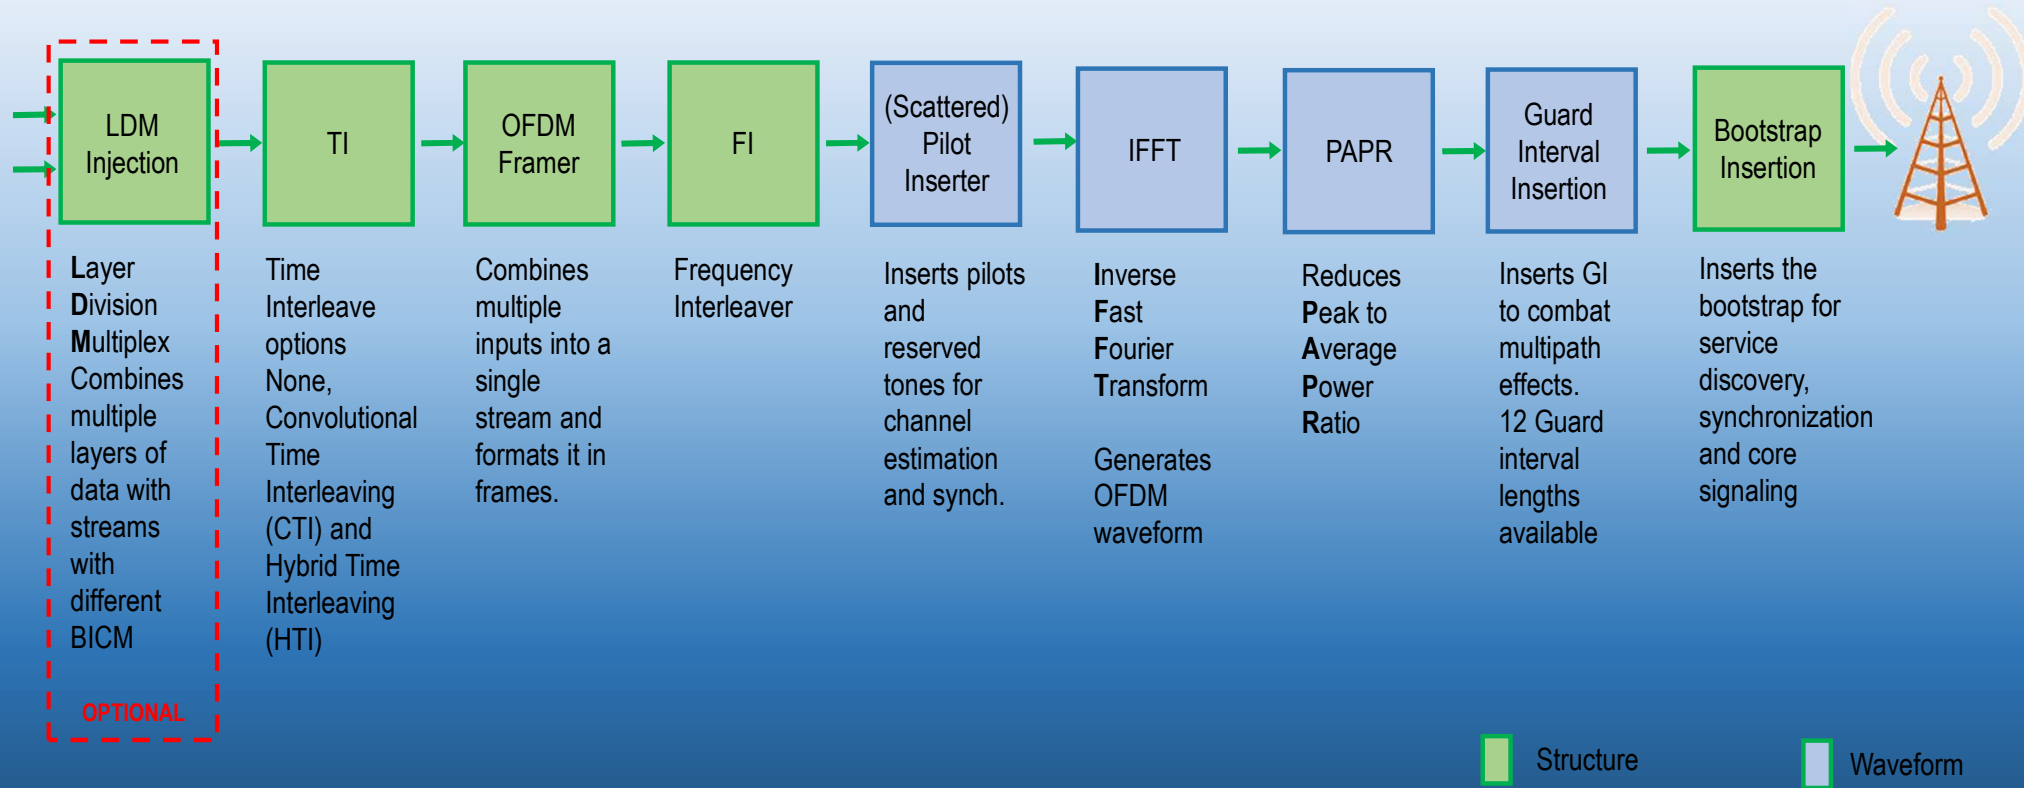 LDM
Injection
TI
OFDM
Framer
FI
(Scattered)
Pilot
Inserter
IFFT
PAPR
Guard
Interval
Insertion
Bootstrap
Insertion
Layer
Division
Multiplex
Combines
multiple
layers of
data with
streams
with
different
BICM
OPTIONAL
Time
Interleave
options
None,
Convolutional
Time
Interleaving
(CTI) and
Hybrid Time
Interleaving
(HTI)
Combines
multiple
inputs into a
single
stream and
formats it in
frames.
Frequency
Interleaver
Inserts pilots
and
reserved
tones for
channel
estimation
and synch.
Inverse
Fast
Fourier
Transform
Generates
OFDM
waveform
Reduces
Peak to
Average
Power
Ratio
Inserts GI
to combat
multipath
effects.
12 Guard
interval
lengths
available
Inserts the
bootstrap for
service
discovery,
synchronization
and core
signaling
Structure
Waveform